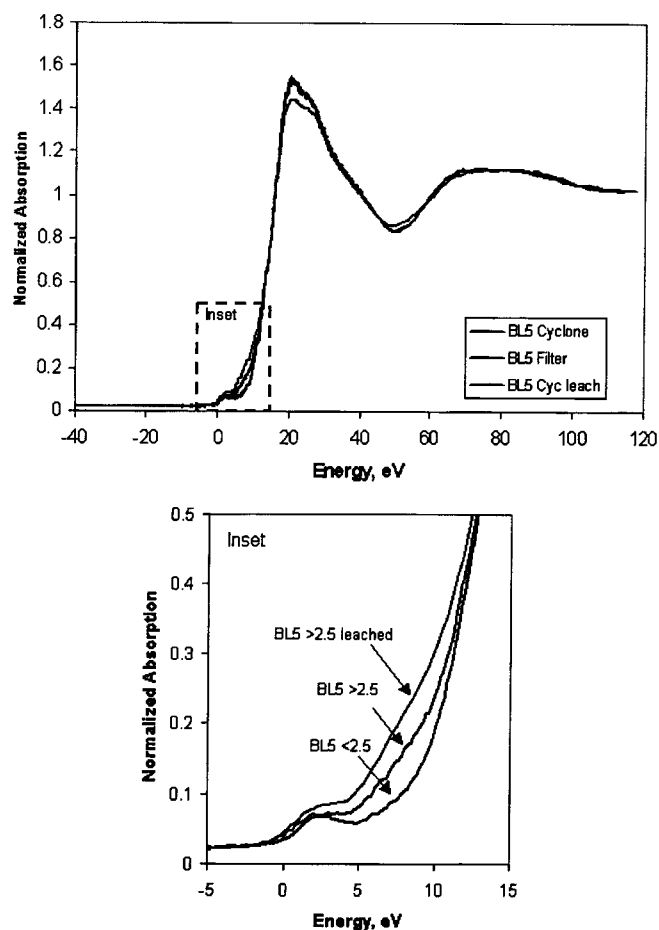 1.8
1.6
1.4
1.2
1.0
0.8
0.6
0.4
0.2
0
Normalized Absorption
Inset
BL5 Cyclone
BL5 Filter
BL5 Cyc leach
-40 -20 0 20 40 60 80 100 120
Energy, eV
0.5
0.4
0.3
0.2
0.1
0
Normalized Absorption
Inset
BL5 >2.5 leached
BL5 >2.5
BL5 <2.5
-5 0 5 10 15
Energy, eV